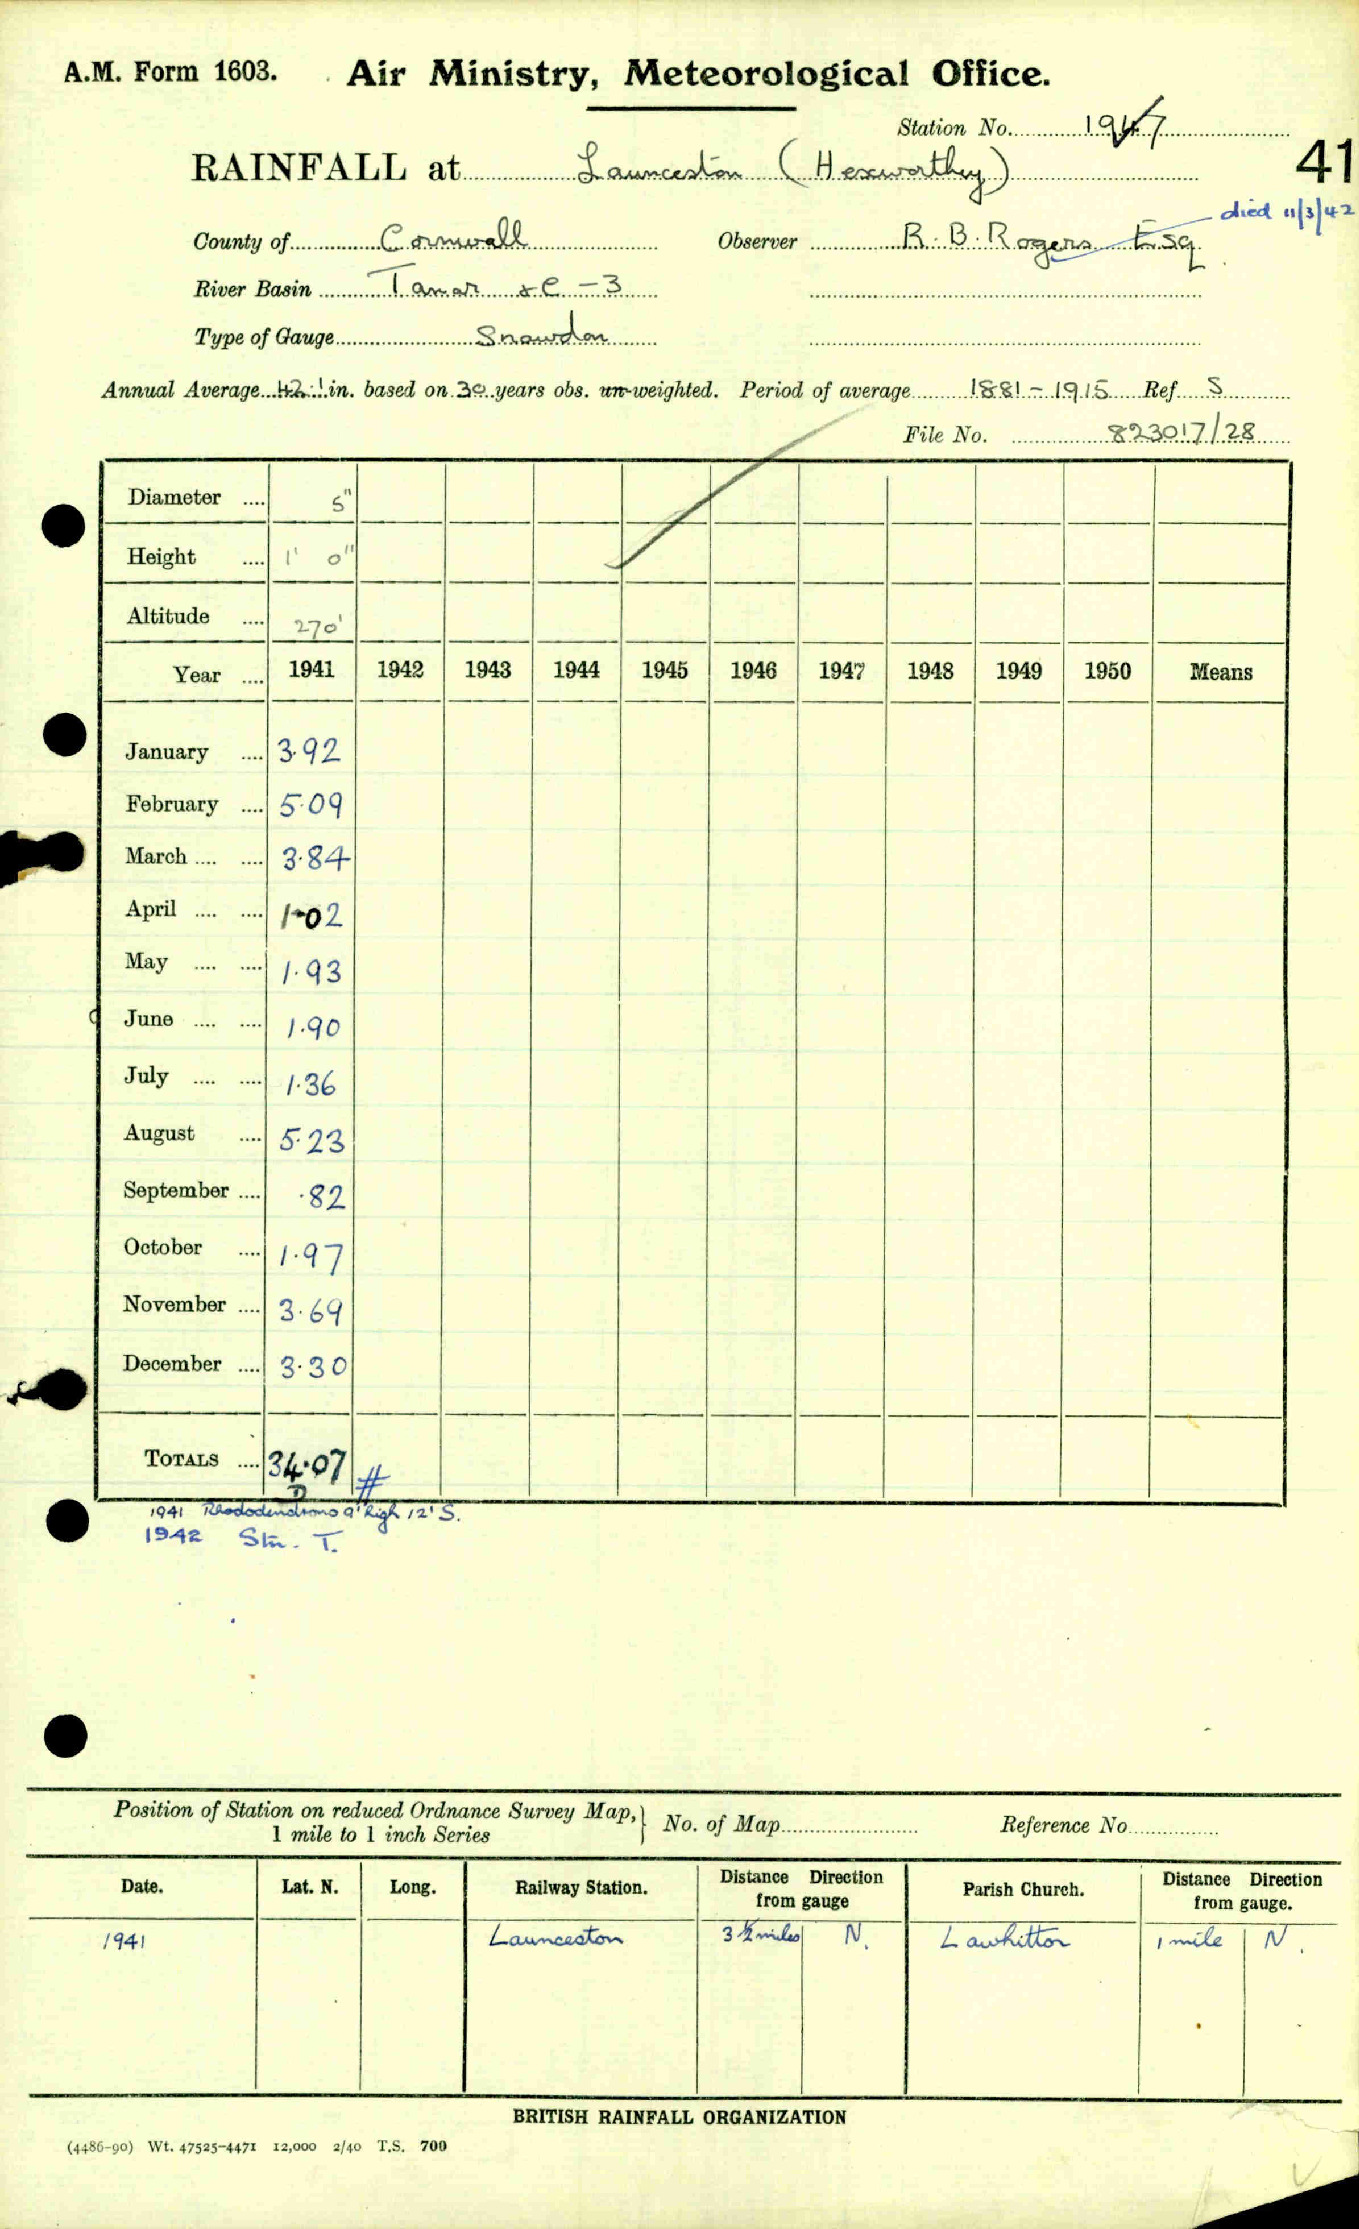 A.M. Form 1603. Air Ministry, Meteorological Office.
Station No. 1947
RAINFALL at Launceston (Hexworthy)
41
died 11/3/42
County of Cornwall Observer R. B. Rogers Esq.
River Basin Tamar &c - 3
Type of Gauge Snowdon
Annual Average 42.1 in. based on 30 years obs. un-weighted. Period of average 1881-1915 Ref. S
File No. 823017/28
Diameter .... 5"
Height .... 1' 0"
Altitude .... 270'
Year .... 1941 1942 1943 1944 1945 1946 1947 1948 1949 1950 Means
January .... 3.92
February .... 5.09
March .... .... 3.84
April .... .... 1.02
May .... .... 1.93
June .... .... 1.90
July .... .... 1.36
August .... 5.23
September .... .82
October .... 1.97
November .... 3.69
December .... 3.30
TOTALS .... 34.07 #
D
1941 Rhododendrons 9' high 12' S.
1942 Stn. T.
Position of Station on reduced Ordnance Survey Map, No. of Map Reference No.
1 mile to 1 inch Series
Date. Lat. N. Long. Railway Station. Distance Direction from gauge Parish Church. Distance Direction from gauge.
1941 Launceston 3½ miles N. Lawhitton 1 mile N.
BRITISH RAINFALL ORGANIZATION
(4486-90) Wt. 47525-4471 12,000 2/40 T.S. 700